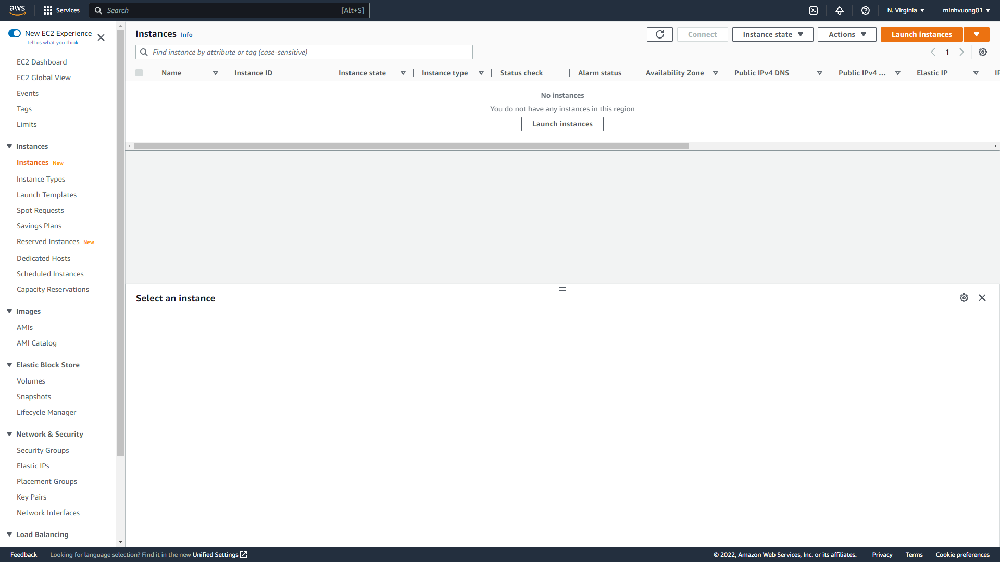 aws
Services
Search [Alt+S]
N. Virginia
minhvuong01
New EC2 Experience
Tell us what you think
EC2 Dashboard
EC2 Global View
Events
Tags
Limits
Instances
Instances New
Instance Types
Launch Templates
Spot Requests
Savings Plans
Reserved Instances New
Dedicated Hosts
Scheduled Instances
Capacity Reservations
Images
AMIs
AMI Catalog
Elastic Block Store
Volumes
Snapshots
Lifecycle Manager
Network & Security
Security Groups
Elastic IPs
Placement Groups
Key Pairs
Network Interfaces
Load Balancing
Instances Info
Connect
Instance state
Actions
Launch instances
Find instance by attribute or tag (case-sensitive)
1
Name Instance ID Instance state Instance type Status check Alarm status Availability Zone Public IPv4 DNS Public IPv4 ... Elastic IP IP
No instances
You do not have any instances in this region
Launch instances
Select an instance
Feedback Looking for language selection? Find it in the new Unified Settings
© 2022, Amazon Web Services, Inc. or its affiliates. Privacy Terms Cookie preferences